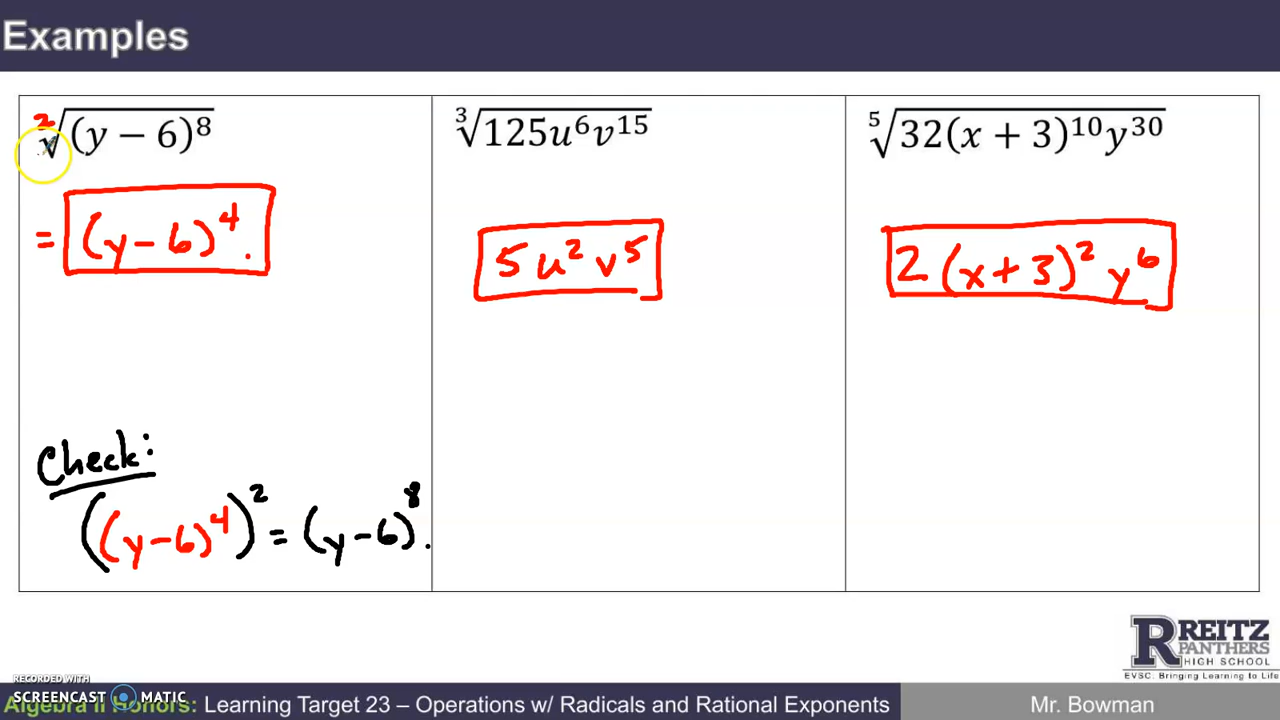 Examples
²√(y − 6)⁸
= (y − 6)⁴.
Check:
((y − 6)⁴)² = (y − 6)⁸.
³√125u⁶v¹⁵
5u²v⁵
⁵√32(x + 3)¹⁰y³⁰
2(x + 3)²y⁶
R REITZ
PANTHERS
HIGH SCHOOL
EVSC. Bringing Learning to Life
RECORDED WITH
SCREENCAST MATIC
Algebra II Honors: Learning Target 23 – Operations w/ Radicals and Rational Exponents
Mr. Bowman